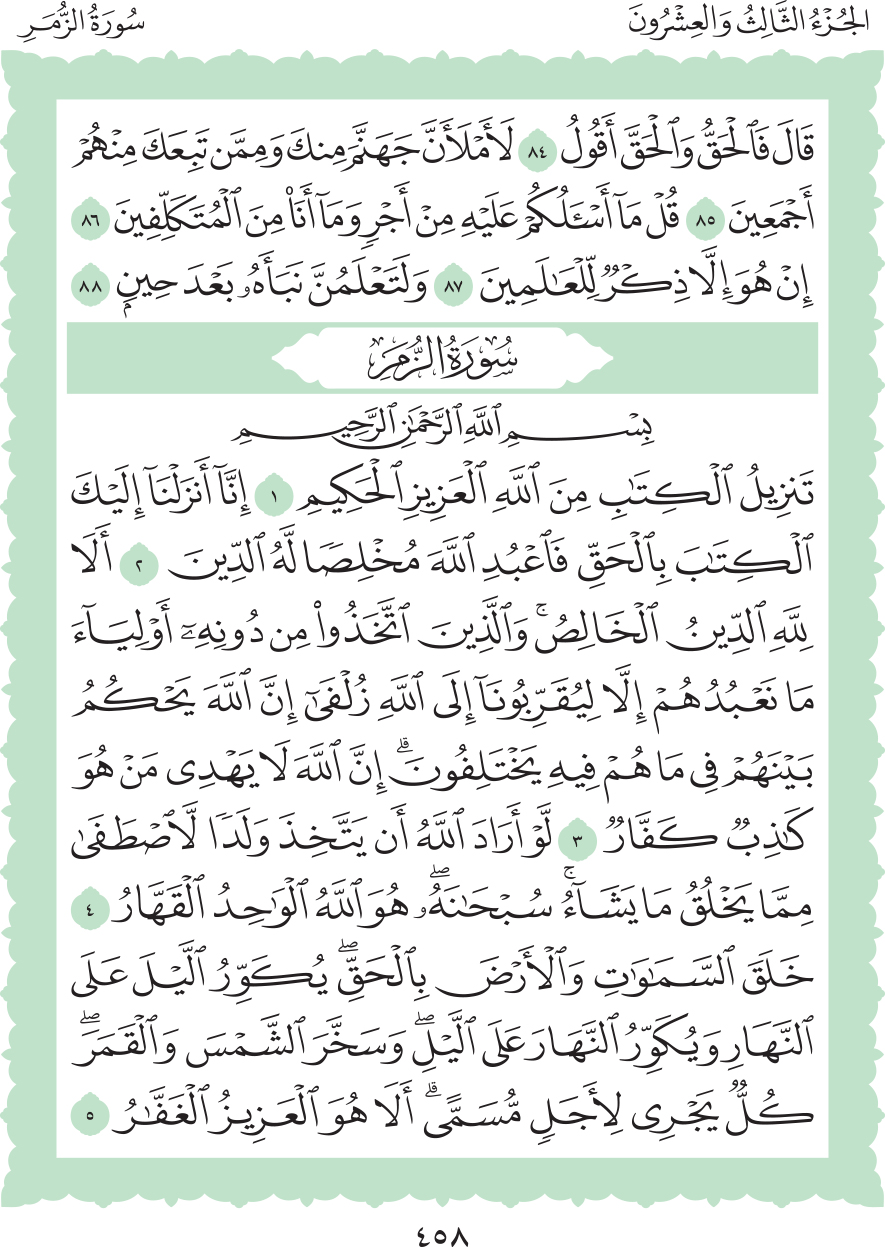 الجُزْءُ الثَّالِثُ وَالعِشْرُونَ
سُورَةُ الزُّمَرِ
قَالَ فَٱلْحَقُّ وَٱلْحَقَّ أَقُولُ ٨٤ لَأَمْلَأَنَّ جَهَنَّمَ مِنكَ وَمِمَّن تَبِعَكَ مِنْهُمْ
أَجْمَعِينَ ٨٥ قُلْ مَآ أَسْـَٔلُكُمْ عَلَيْهِ مِنْ أَجْرٍ وَمَآ أَنَا۠ مِنَ ٱلْمُتَكَلِّفِينَ ٨٦
إِنْ هُوَ إِلَّا ذِكْرٌ لِّلْعَـٰلَمِينَ ٨٧ وَلَتَعْلَمُنَّ نَبَأَهُۥ بَعْدَ حِينٍۭ ٨٨
سُورَةُ الزُّمَرِ
بِسْمِ ٱللَّهِ ٱلرَّحْمَـٰنِ ٱلرَّحِيمِ
تَنزِيلُ ٱلْكِتَـٰبِ مِنَ ٱللَّهِ ٱلْعَزِيزِ ٱلْحَكِيمِ ١ إِنَّآ أَنزَلْنَآ إِلَيْكَ
ٱلْكِتَـٰبَ بِٱلْحَقِّ فَٱعْبُدِ ٱللَّهَ مُخْلِصًا لَّهُ ٱلدِّينَ ٢ أَلَا
لِلَّهِ ٱلدِّينُ ٱلْخَالِصُ ۚ وَٱلَّذِينَ ٱتَّخَذُوا۟ مِن دُونِهِۦٓ أَوْلِيَآءَ
مَا نَعْبُدُهُمْ إِلَّا لِيُقَرِّبُونَآ إِلَى ٱللَّهِ زُلْفَىٰٓ إِنَّ ٱللَّهَ يَحْكُمُ
بَيْنَهُمْ فِى مَا هُمْ فِيهِ يَخْتَلِفُونَ ۗ إِنَّ ٱللَّهَ لَا يَهْدِى مَنْ هُوَ
كَـٰذِبٌ كَفَّارٌ ٣ لَّوْ أَرَادَ ٱللَّهُ أَن يَتَّخِذَ وَلَدًا لَّٱصْطَفَىٰ
مِمَّا يَخْلُقُ مَا يَشَآءُ ۚ سُبْحَـٰنَهُۥ ۖ هُوَ ٱللَّهُ ٱلْوَٰحِدُ ٱلْقَهَّارُ ٤
خَلَقَ ٱلسَّمَـٰوَٰتِ وَٱلْأَرْضَ بِٱلْحَقِّ ۖ يُكَوِّرُ ٱلَّيْلَ عَلَى
ٱلنَّهَارِ وَيُكَوِّرُ ٱلنَّهَارَ عَلَى ٱلَّيْلِ ۖ وَسَخَّرَ ٱلشَّمْسَ وَٱلْقَمَرَ ۖ
كُلٌّ يَجْرِى لِأَجَلٍ مُّسَمًّى ۗ أَلَا هُوَ ٱلْعَزِيزُ ٱلْغَفَّـٰرُ ٥
٤٥٨